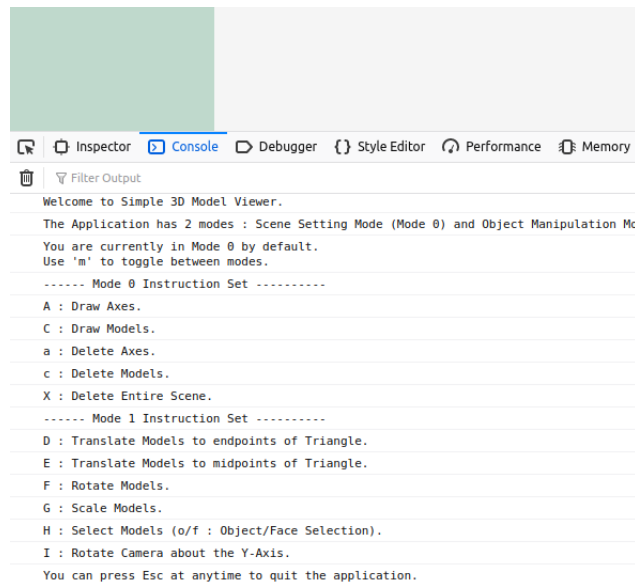 Inspector Console Debugger {} Style Editor Performance Memory
Filter Output
Welcome to Simple 3D Model Viewer.
The Application has 2 modes : Scene Setting Mode (Mode 0) and Object Manipulation Mo
You are currently in Mode 0 by default.
Use 'm' to toggle between modes.
------ Mode 0 Instruction Set ----------
A : Draw Axes.
C : Draw Models.
a : Delete Axes.
c : Delete Models.
X : Delete Entire Scene.
------ Mode 1 Instruction Set ----------
D : Translate Models to endpoints of Triangle.
E : Translate Models to midpoints of Triangle.
F : Rotate Models.
G : Scale Models.
H : Select Models (o/f : Object/Face Selection).
I : Rotate Camera about the Y-Axis.
You can press Esc at anytime to quit the application.